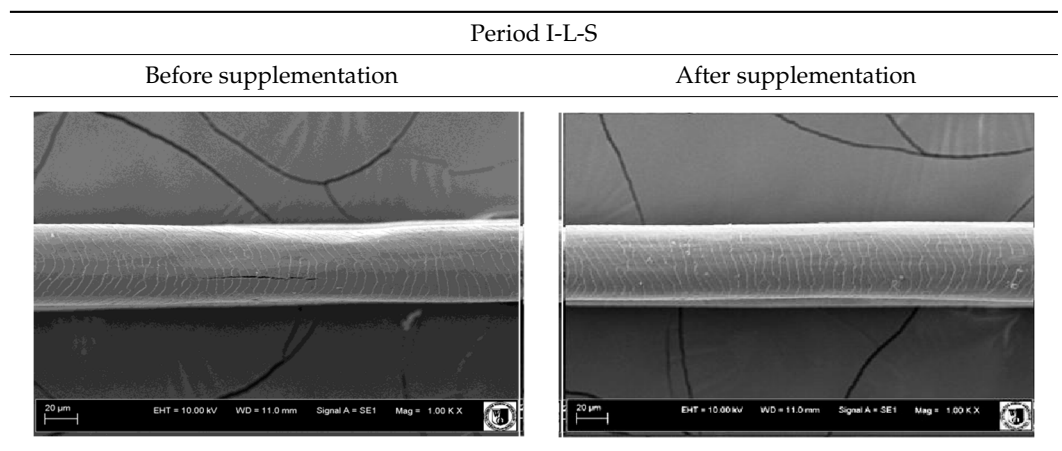 Period I-L-S
Before supplementation
After supplementation
20 µm
EHT = 10.00 kV WD = 11.0 mm Signal A = SE1 Mag = 1.00 K X
20 µm
EHT = 10.00 kV WD = 11.0 mm Signal A = SE1 Mag = 1.00 K X